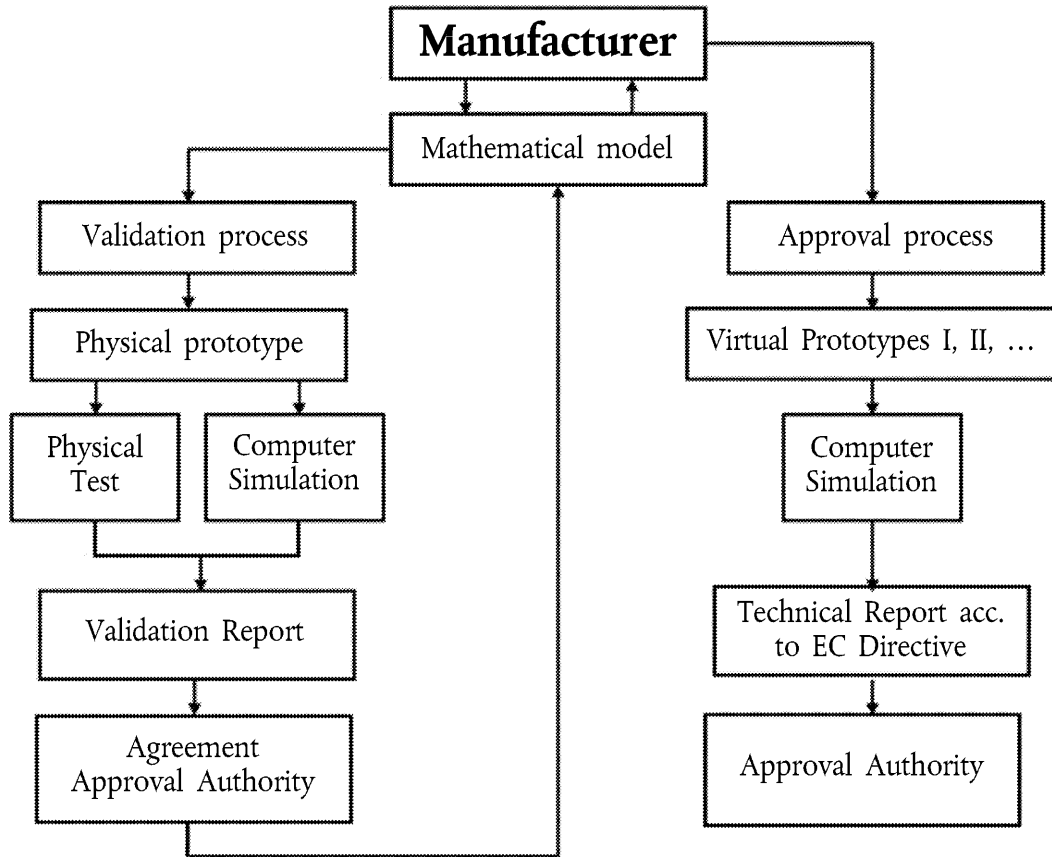 Manufacturer
Mathematical model
Validation process
Approval process
Physical prototype
Virtual Prototypes I, II, …
Physical
Test
Computer
Simulation
Computer
Simulation
Validation Report
Technical Report acc.
to EC Directive
Agreement
Approval Authority
Approval Authority